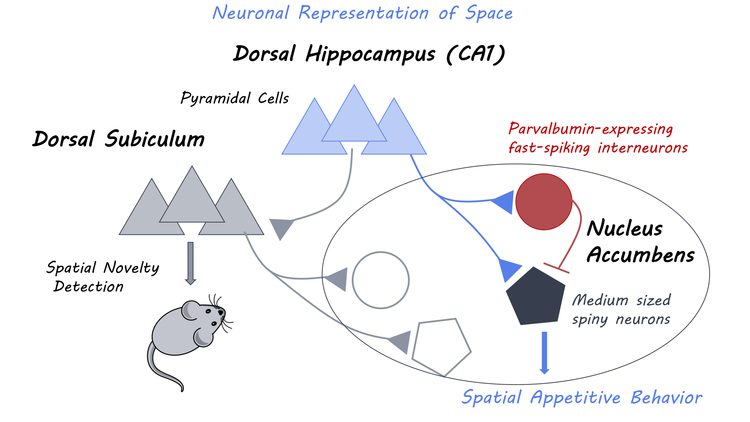 Neuronal Representation of Space
Dorsal Hippocampus (CA1)
Pyramidal Cells
Dorsal Subiculum
Parvalbumin-expressing
fast-spiking interneurons
Nucleus
Accumbens
Spatial Novelty
Detection
Medium sized
spiny neurons
Spatial Appetitive Behavior